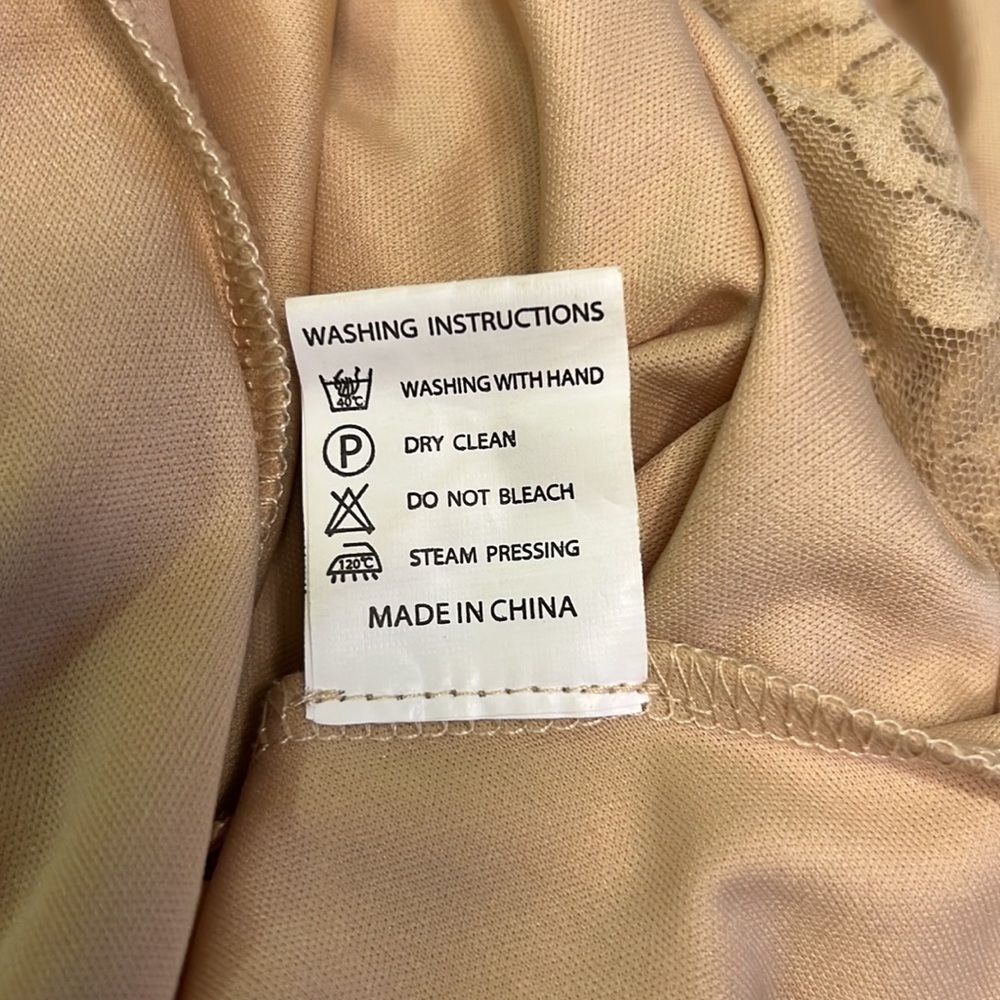 WASHING INSTRUCTIONS
40℃ WASHING WITH HAND
P DRY CLEAN
DO NOT BLEACH
120℃ STEAM PRESSING
MADE IN CHINA